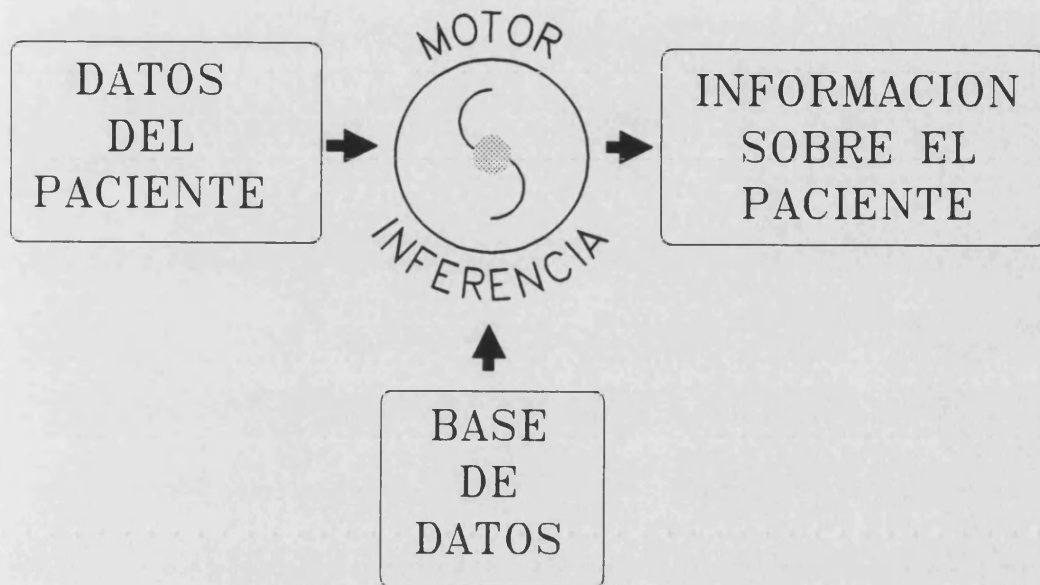 DATOS
DEL
PACIENTE
MOTOR
INFERENCIA
INFORMACION
SOBRE EL
PACIENTE
BASE
DE
DATOS